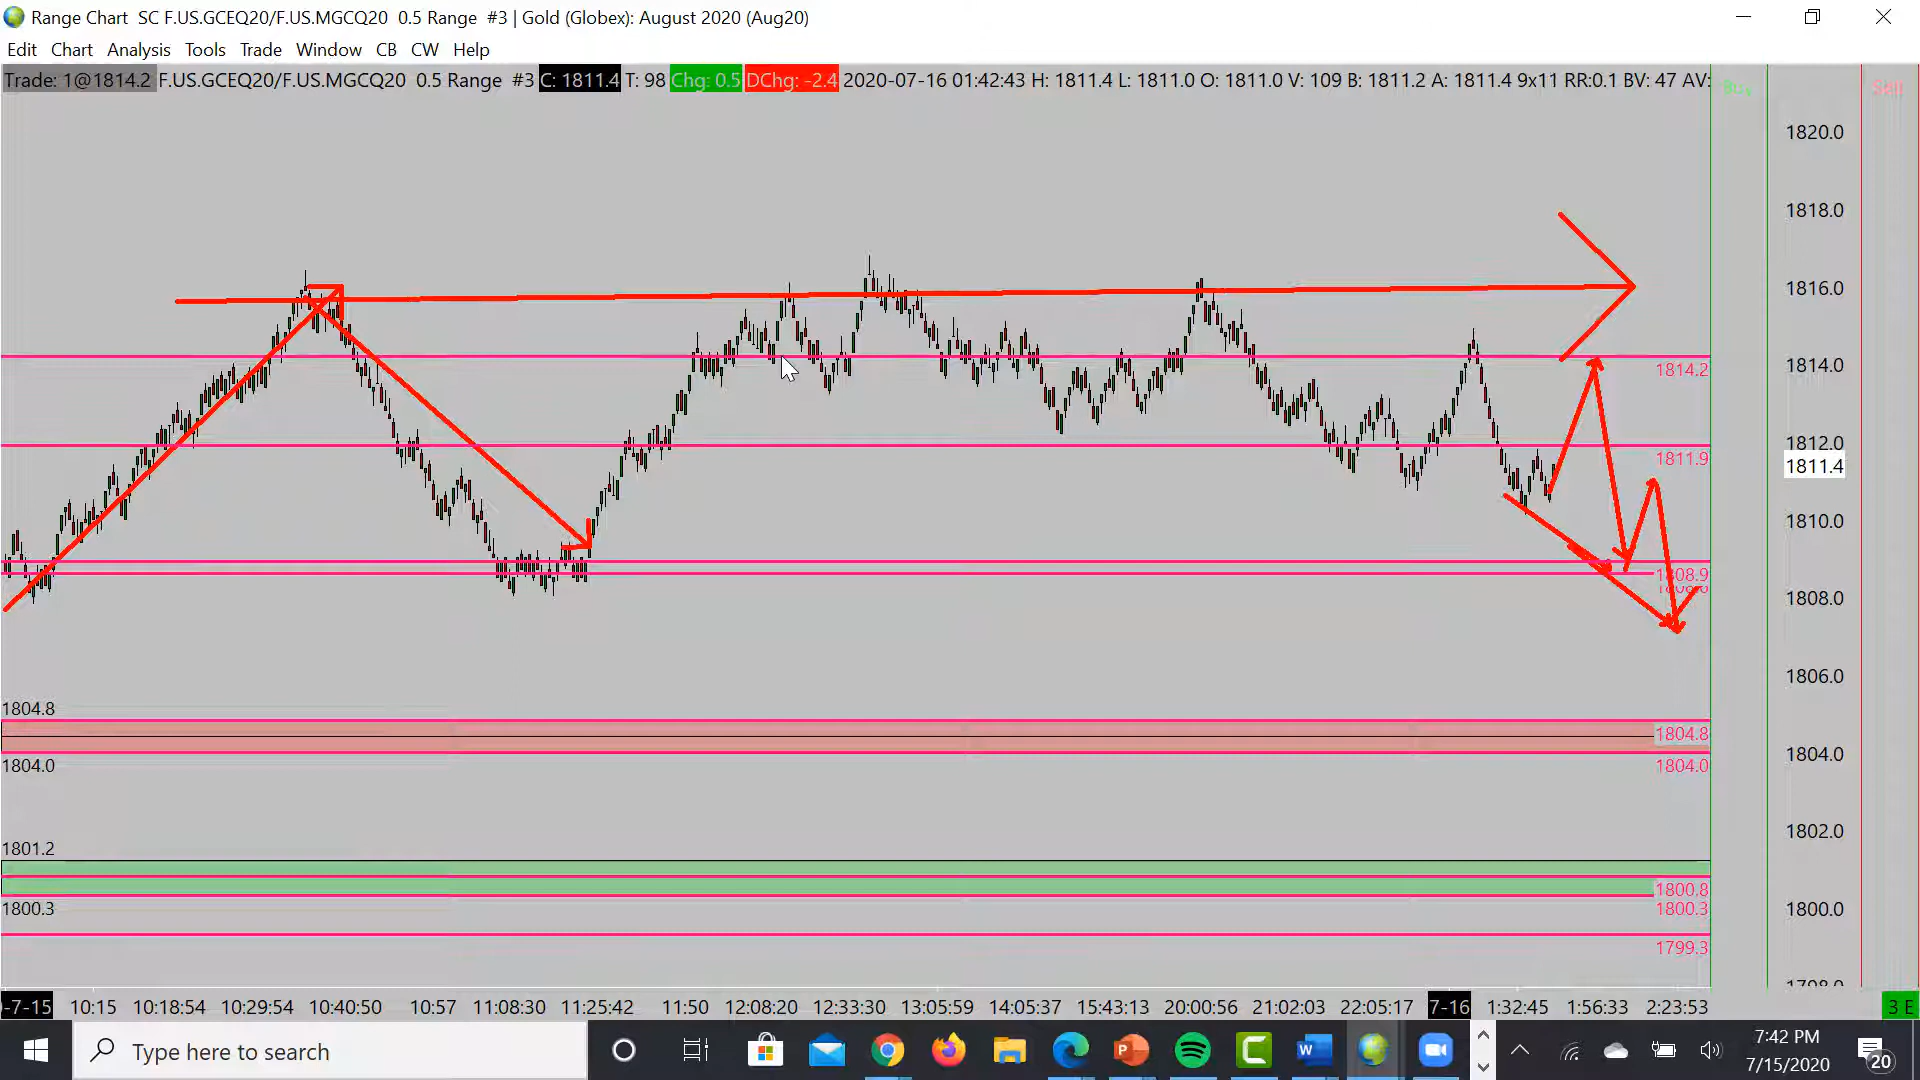 Range Chart SC F.US.GCEQ20/F.US.MGCQ20 0.5 Range #3 | Gold (Globex): August 2020 (Aug20)
Edit Chart Analysis Tools Trade Window CB CW Help
Trade: 1@1814.2 F.US.GCEQ20/F.US.MGCQ20 0.5 Range #3 C: 1811.4 T: 98 Chg: 0.5 DChg: -2.4 2020-07-16 01:42:43 H: 1811.4 L: 1811.0 O: 1811.0 V: 109 B: 1811.2 A: 1811.4 9x11 RR:0.1 BV: 47 AV:
Sell
1820.0
1818.0
1816.0
1814.2 1814.0
1812.0
1811.9 1811.4
1810.0
1808.9
1808.0
1806.0
1804.8
1804.8
1804.0
1804.0 1804.0
1802.0
1801.2
1800.8
1800.3 1800.3 1800.0
1799.3
-7-15 10:15 10:18:54 10:29:54 10:40:50 10:57 11:08:30 11:25:42 11:50 12:08:20 12:33:30 13:05:59 14:05:37 15:43:13 20:00:56 21:02:03 22:05:17 7-16 1:32:45 1:56:33 2:23:53 3 E
Type here to search
7:42 PM
7/15/2020
20